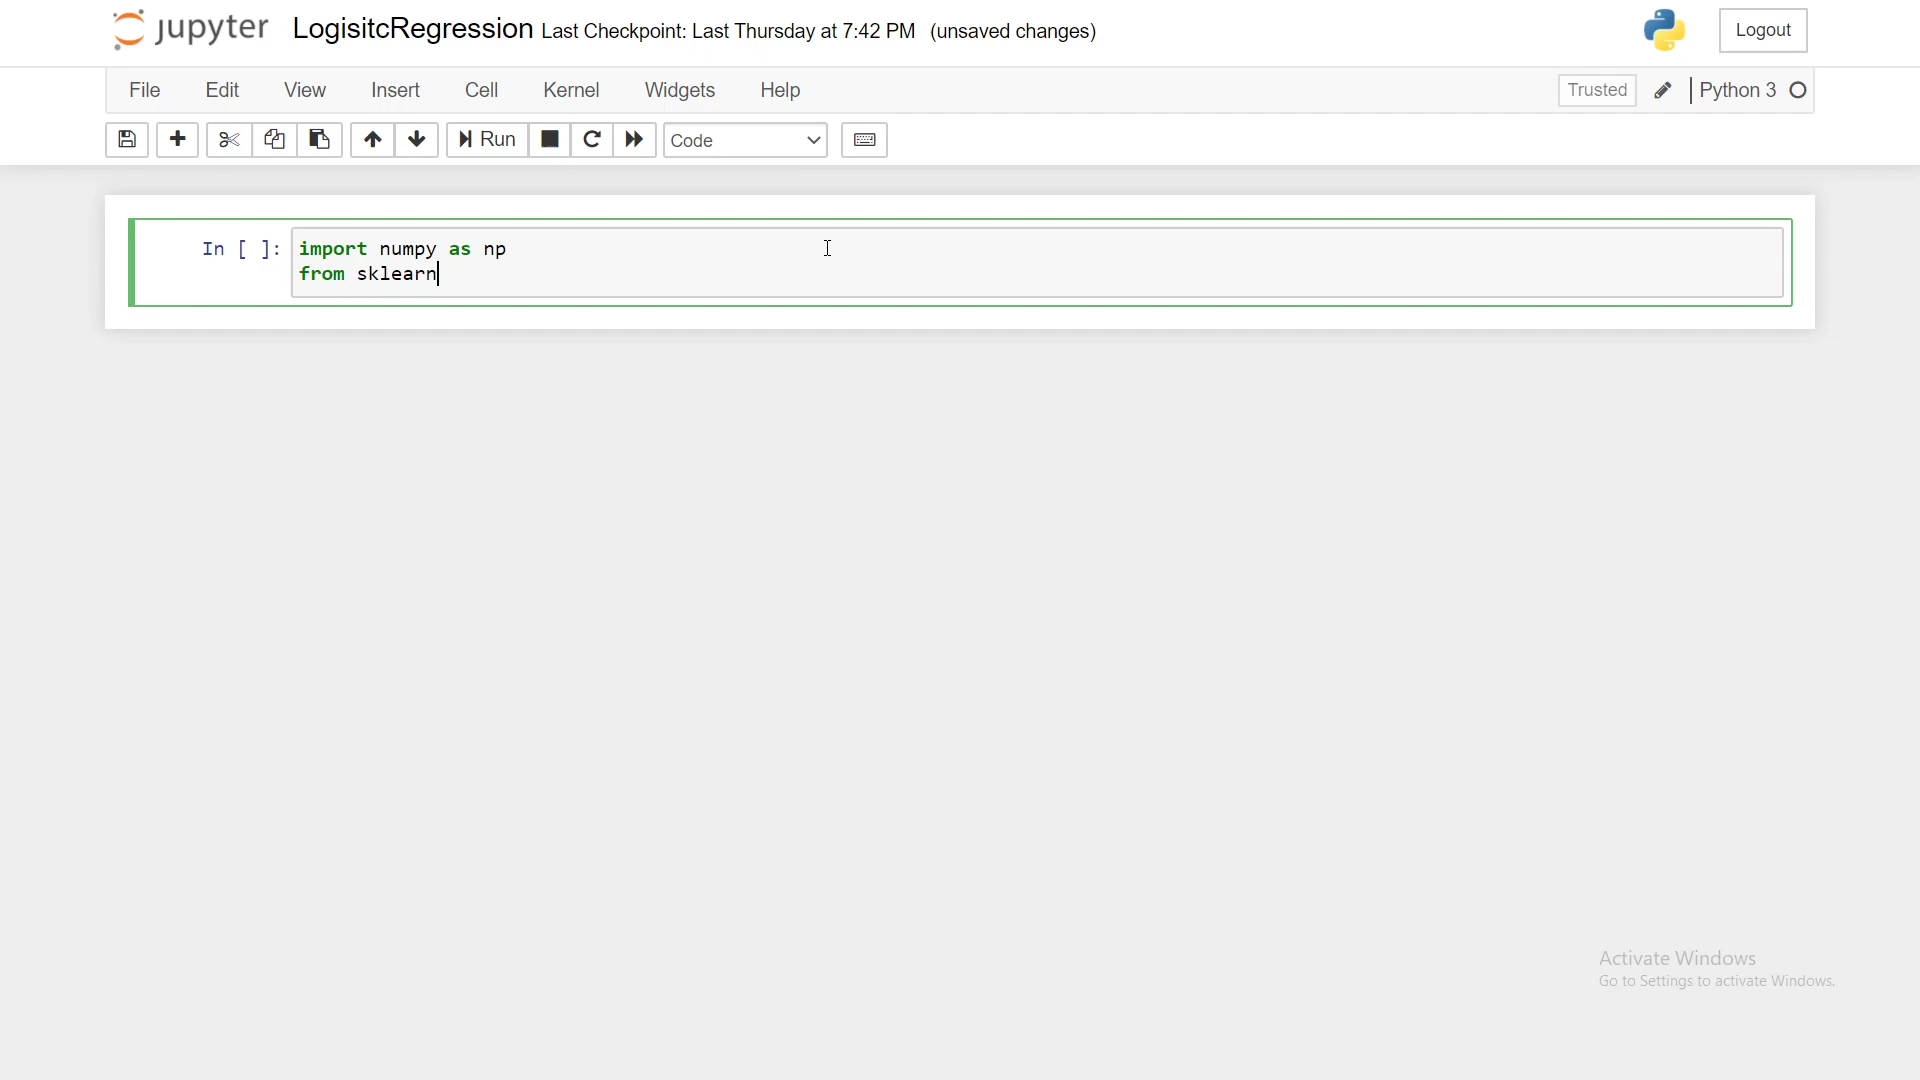 jupyter LogisitcRegression Last Checkpoint: Last Thursday at 7:42 PM (unsaved changes) Logout
File Edit View Insert Cell Kernel Widgets Help Trusted Python 3
Run Code
In [ ]: import numpy as np
from sklearn
Activate Windows
Go to Settings to activate Windows.